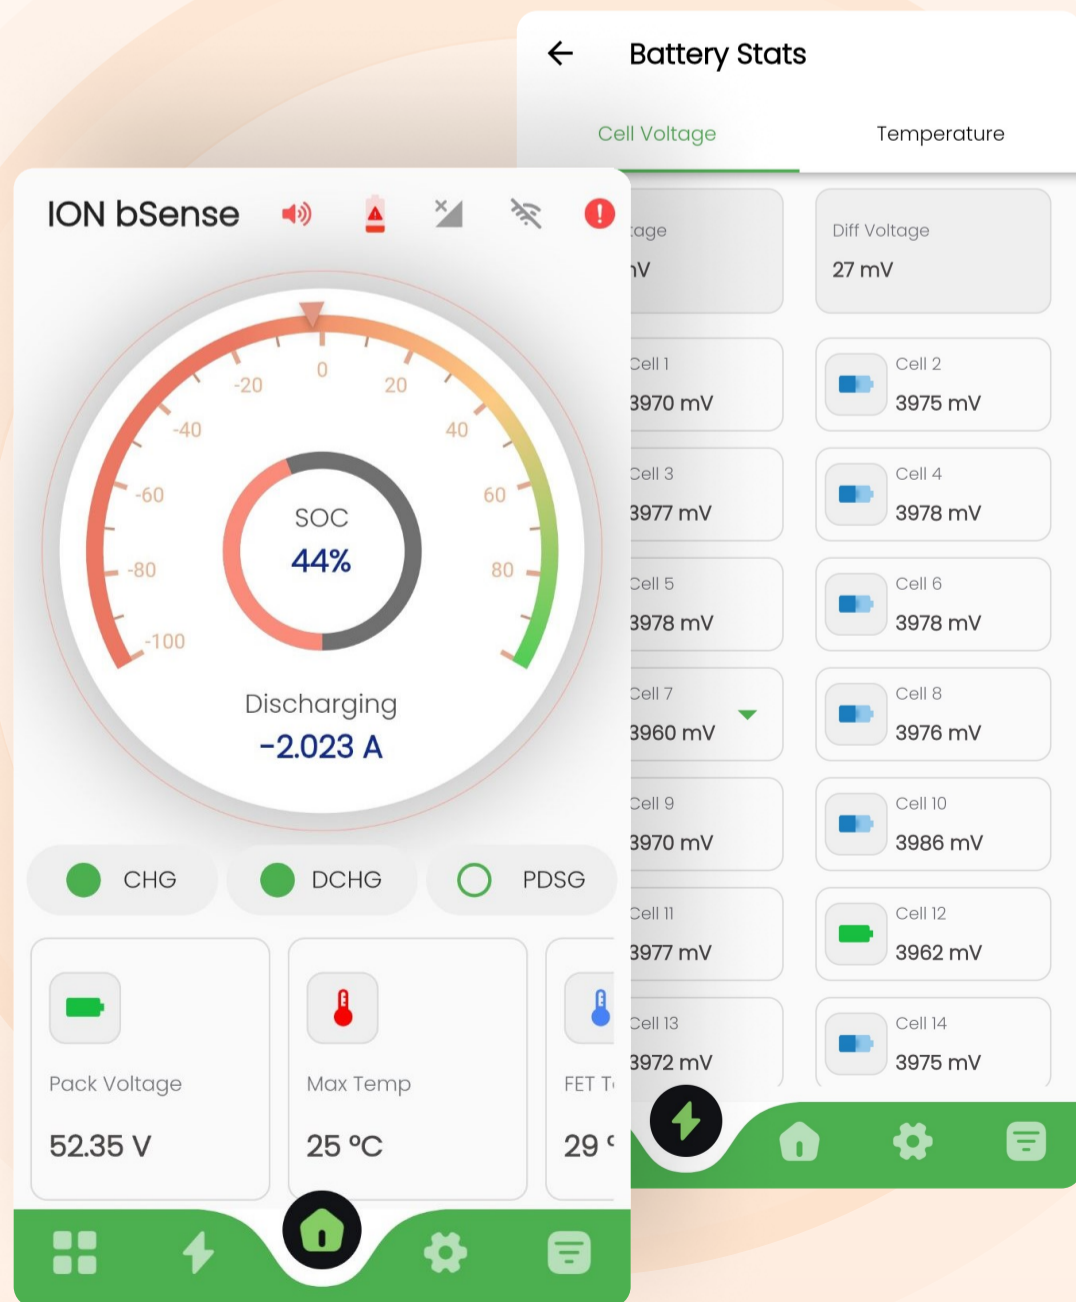 Battery Stats
Cell Voltage
Temperature
Diff Voltage
27 mV
Cell 1
3970 mV
Cell 2
3975 mV
Cell 3
3977 mV
Cell 4
3978 mV
Cell 5
3978 mV
Cell 6
3978 mV
Cell 7
3960 mV
Cell 8
3976 mV
Cell 9
3970 mV
Cell 10
3986 mV
Cell 11
3977 mV
Cell 12
3962 mV
Cell 13
3972 mV
Cell 14
3975 mV
ION bSense
0
-20
20
-40
40
-60
60
-80
80
-100
SOC
44%
Discharging
-2.023 A
CHG
DCHG
PDSG
Pack Voltage
52.35 V
Max Temp
25 °C
FET
29